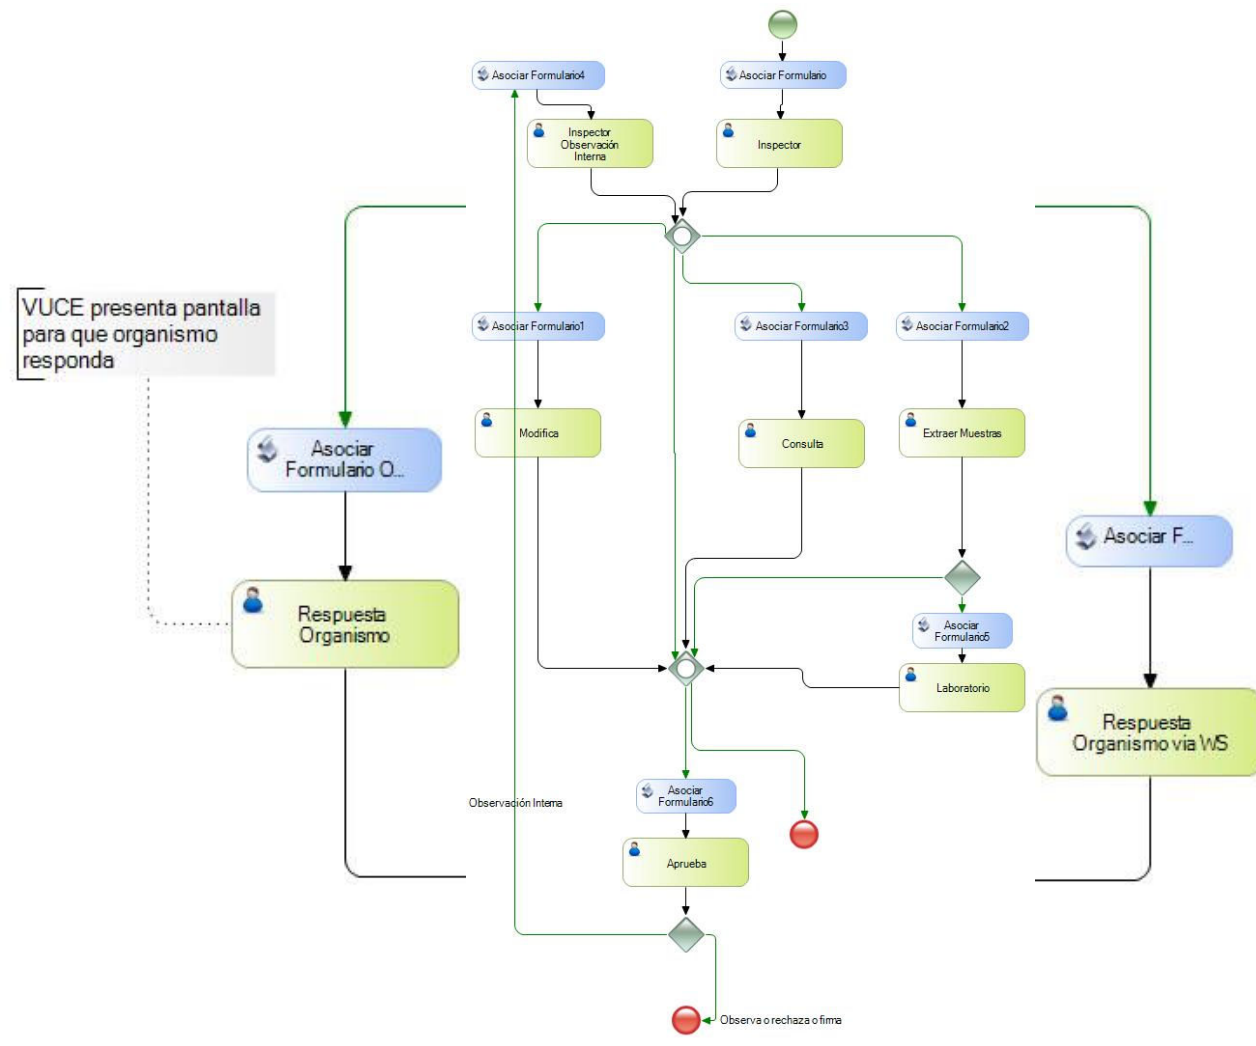 Asociar Formulario4
Asociar Formulario
Inspector
Observación
Interna
Inspector
VUCE presenta pantalla
para que organismo
responda
Asociar Formulario1
Asociar Formulario3
Asociar Formulario2
Modifica
Consulta
Extraer Muestras
Asociar
Formulario O...
Asociar F...
Respuesta
Organismo
Asociar
Formulario5
Laboratorio
Respuesta
Organismo via WS
Observación Interna
Asociar
Formulario6
Aprueba
Observa o rechaza o firma